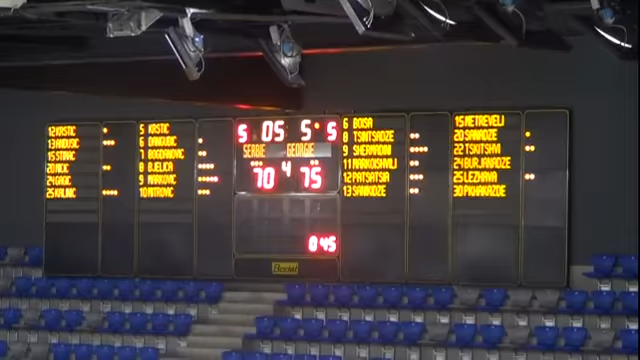 12 KRSTIC
13 ANDUSIC
15 STIMAC
20 MICIC
24 GAGIC
25 KALINIC
5 KRSTIC
6 DANGUBIC
7 BOGDANOVIC
8 BJELICA
9 MARKOVIC
10 MITROVIC
5 05 5 5
SERBIE GEORGIE
70 4 75
0 45
Bodet
6 BOISA
8 TSINTSADZE
9 SHERMADINI
11 MARKOISHVILI
12 PATSATSIA
13 SANIKIDZE
15 METREVELI
20 SANADZE
22 TSKITISHVI
24 BURJANADZE
25 LEZHAVA
30 PKHAKADZE